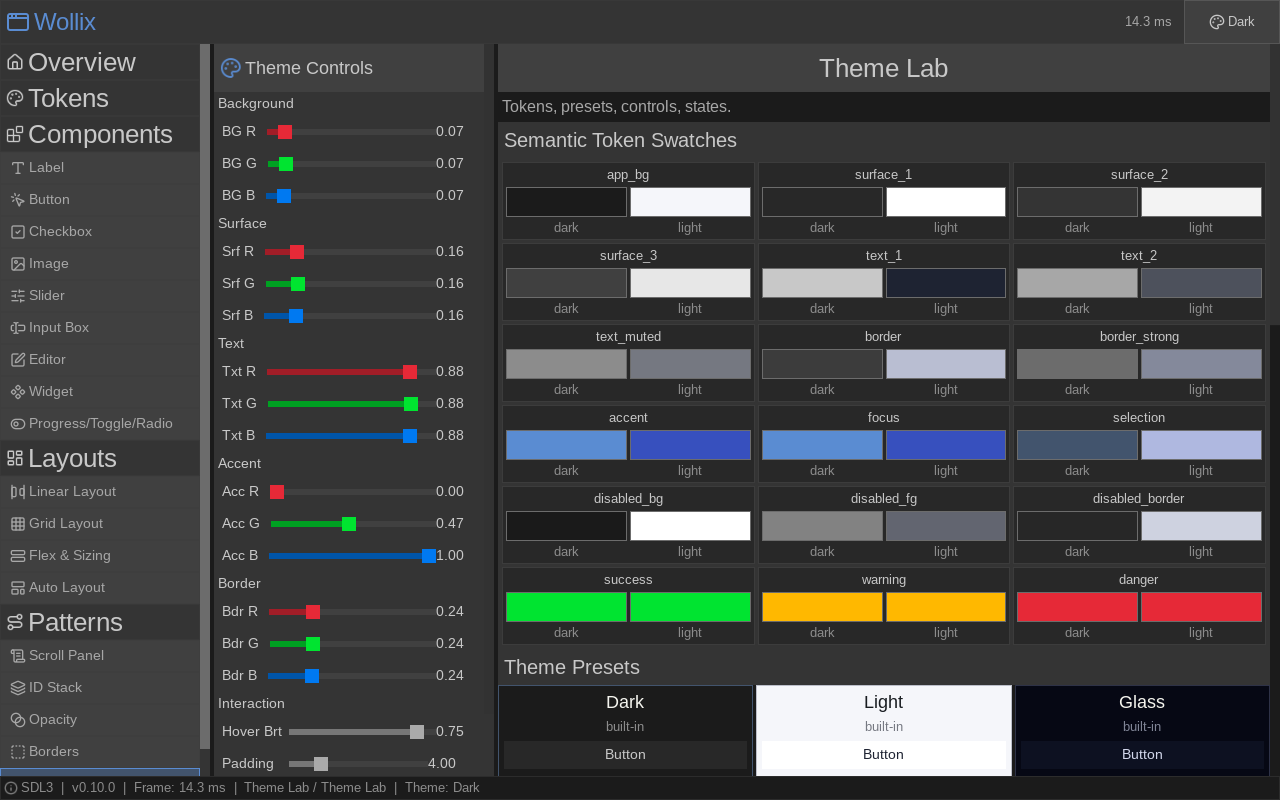 Wollix
14.3 ms
Dark
Overview
Tokens
Components
Label
Button
Checkbox
Image
Slider
Input Box
Editor
Widget
Progress/Toggle/Radio
Layouts
Linear Layout
Grid Layout
Flex & Sizing
Auto Layout
Patterns
Scroll Panel
ID Stack
Opacity
Borders
Theme Controls
Background
BG R 0.07
BG G 0.07
BG B 0.07
Surface
Srf R 0.16
Srf G 0.16
Srf B 0.16
Text
Txt R 0.88
Txt G 0.88
Txt B 0.88
Accent
Acc R 0.00
Acc G 0.47
Acc B 1.00
Border
Bdr R 0.24
Bdr G 0.24
Bdr B 0.24
Interaction
Hover Brt 0.75
Padding 4.00
Theme Lab
Tokens, presets, controls, states.
Semantic Token Swatches
app_bg surface_1 surface_2
dark light dark light dark light
surface_3 text_1 text_2
dark light dark light dark light
text_muted border border_strong
dark light dark light dark light
accent focus selection
dark light dark light dark light
disabled_bg disabled_fg disabled_border
dark light dark light dark light
success warning danger
dark light dark light dark light
Theme Presets
Dark Light Glass
built-in built-in built-in
Button Button Button
SDL3 | v0.10.0 | Frame: 14.3 ms | Theme Lab / Theme Lab | Theme: Dark